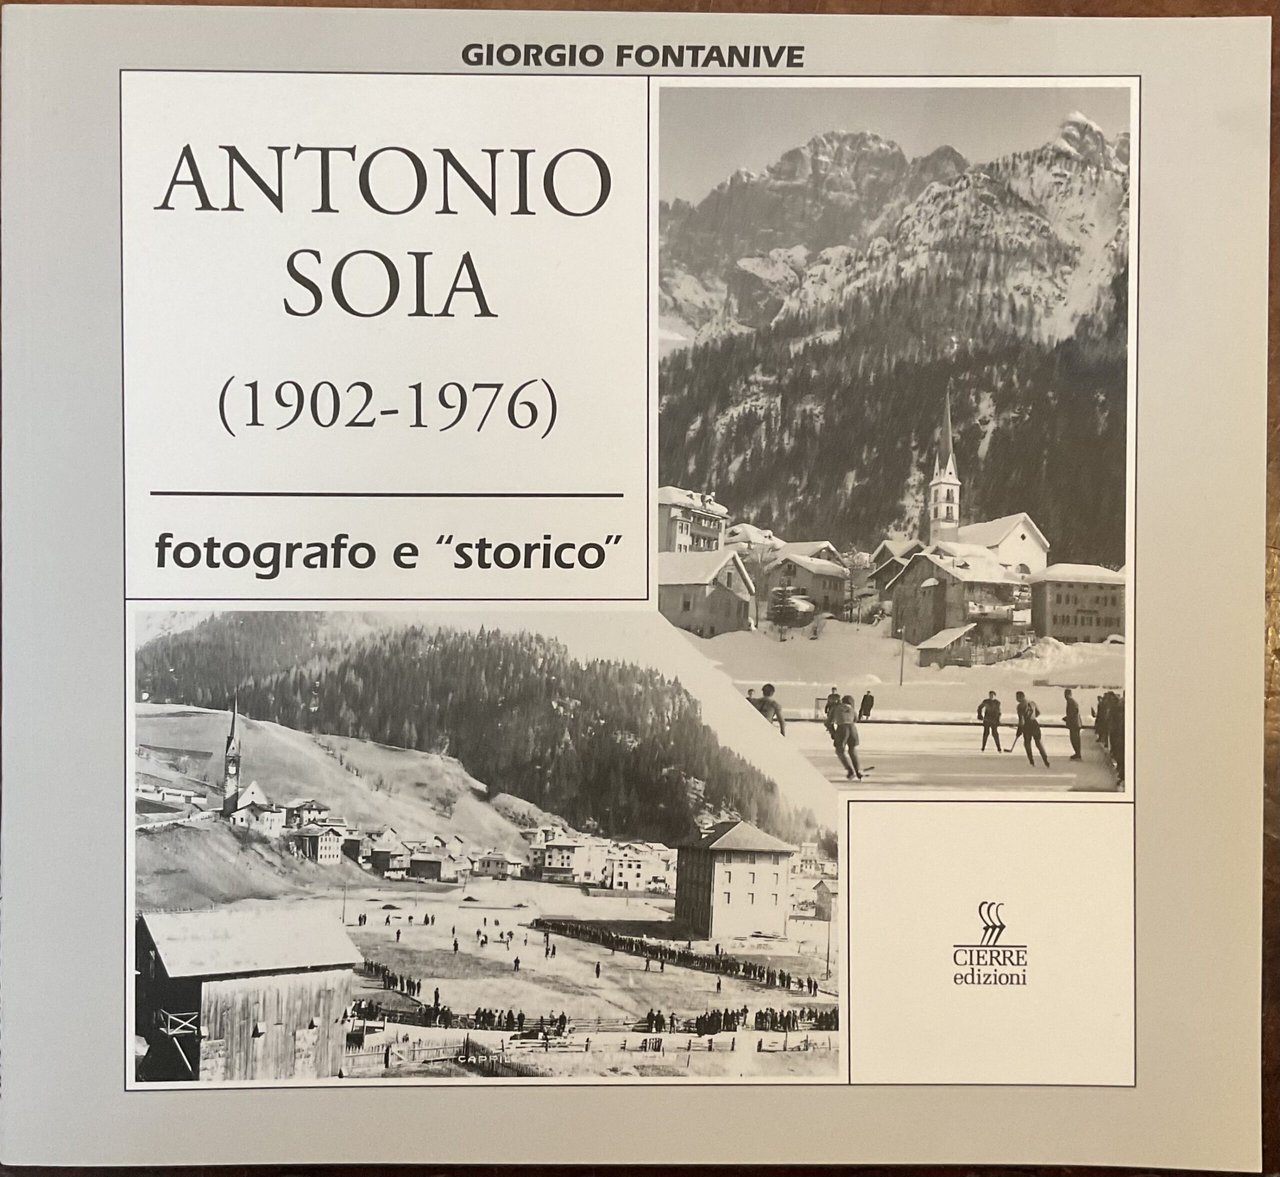 GIORGIO FONTANIVE
ANTONIO
SOIA
(1902-1976)
fotografo e “storico”
CIERRE
edizioni